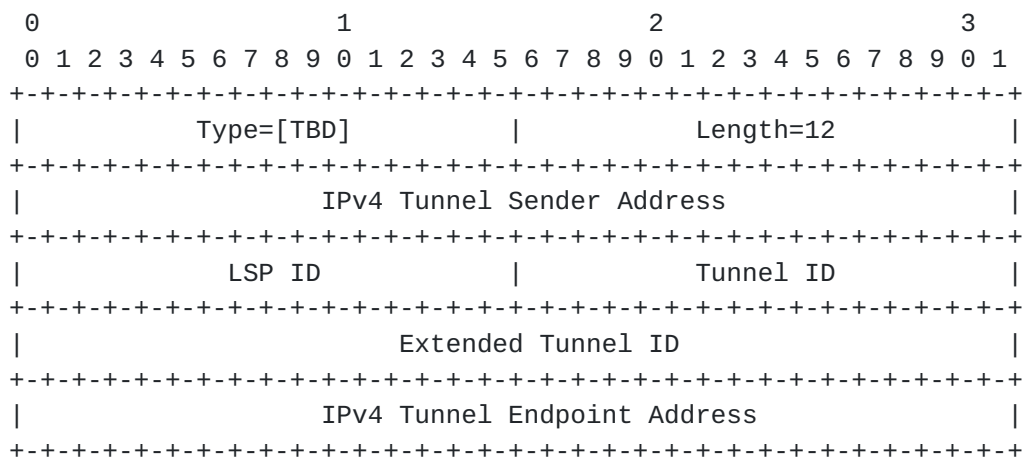 0                   1                   2                   3
 0 1 2 3 4 5 6 7 8 9 0 1 2 3 4 5 6 7 8 9 0 1 2 3 4 5 6 7 8 9 0 1
+-+-+-+-+-+-+-+-+-+-+-+-+-+-+-+-+-+-+-+-+-+-+-+-+-+-+-+-+-+-+-+-+
|           Type=[TBD]          |           Length=12           |
+-+-+-+-+-+-+-+-+-+-+-+-+-+-+-+-+-+-+-+-+-+-+-+-+-+-+-+-+-+-+-+-+
|                   IPv4 Tunnel Sender Address                  |
+-+-+-+-+-+-+-+-+-+-+-+-+-+-+-+-+-+-+-+-+-+-+-+-+-+-+-+-+-+-+-+-+
|             LSP ID            |           Tunnel ID           |
+-+-+-+-+-+-+-+-+-+-+-+-+-+-+-+-+-+-+-+-+-+-+-+-+-+-+-+-+-+-+-+-+
|                        Extended Tunnel ID                     |
+-+-+-+-+-+-+-+-+-+-+-+-+-+-+-+-+-+-+-+-+-+-+-+-+-+-+-+-+-+-+-+-+
|                   IPv4 Tunnel Endpoint Address                |
+-+-+-+-+-+-+-+-+-+-+-+-+-+-+-+-+-+-+-+-+-+-+-+-+-+-+-+-+-+-+-+-+